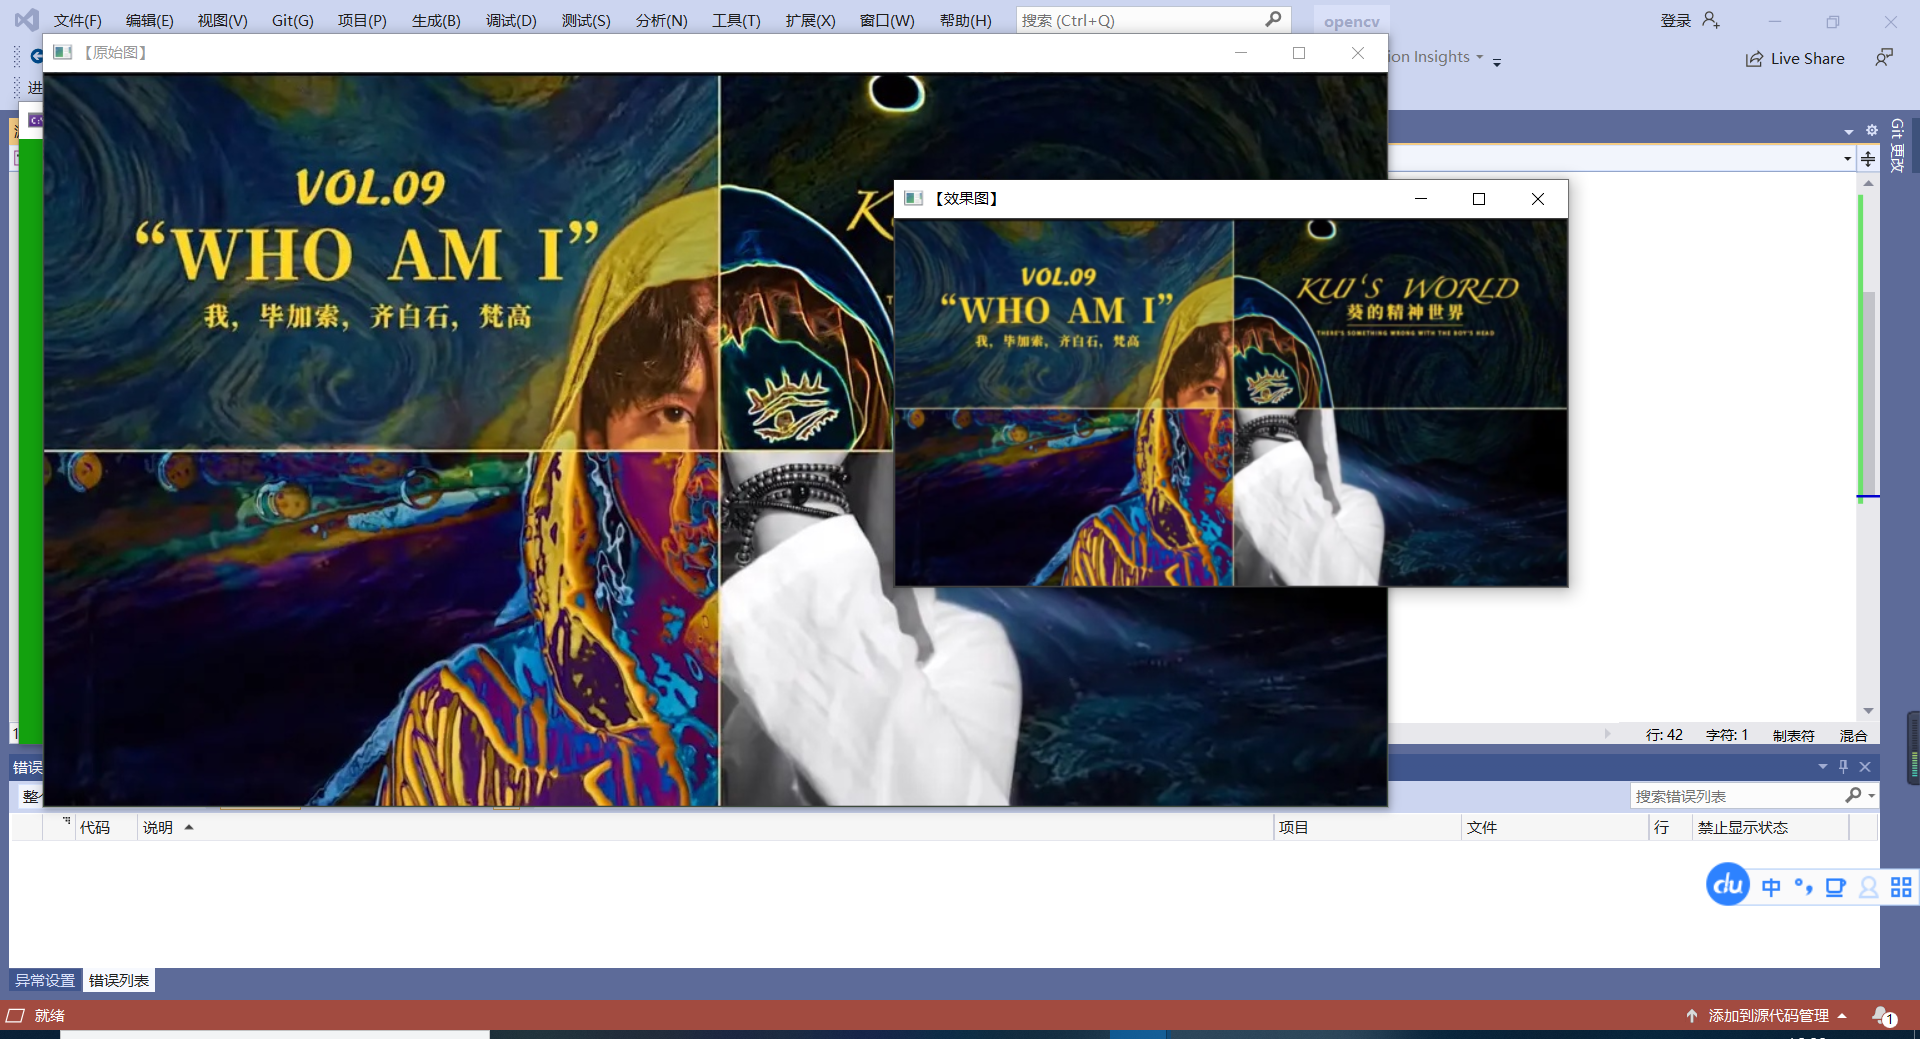 文件(F) 编辑(E) 视图(V) Git(G) 项目(P) 生成(B) 调试(D) 测试(S) 分析(N) 工具(T) 扩展(X) 窗口(W) 帮助(H) 搜索 (Ctrl+Q) opencv 登录
【原始图】
ion Insights Live Share
进
Git 更改
【效果图】
VOL.09
“WHO AM I”
我，毕加索，齐白石，梵高
VOL.09
“WHO AM I”
我，毕加索，齐白石，梵高
KUI'S WORLD
葵的精神世界
THERE'S SOMETHING WRONG WITH THE BOY'S HEAD
行: 42 字符: 1 制表符 混合
错误
整
搜索错误列表
代码 说明 项目 文件 行 禁止显示状态
du 中
异常设置 错误列表
就绪 添加到源代码管理 1